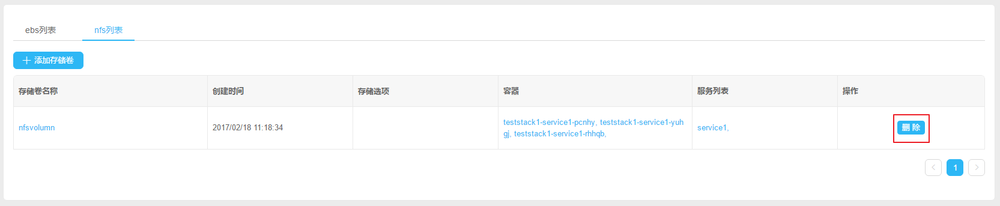 ebs列表 nfs列表
添加存储卷
存储卷名称 创建时间 存储选项 容器 服务列表 操作
nfsvolumn 2017/02/18 11:18:34 teststack1-service1-pcnhy, teststack1-service1-yuh service1, 删 除
gj, teststack1-service1-rhhqb,
1